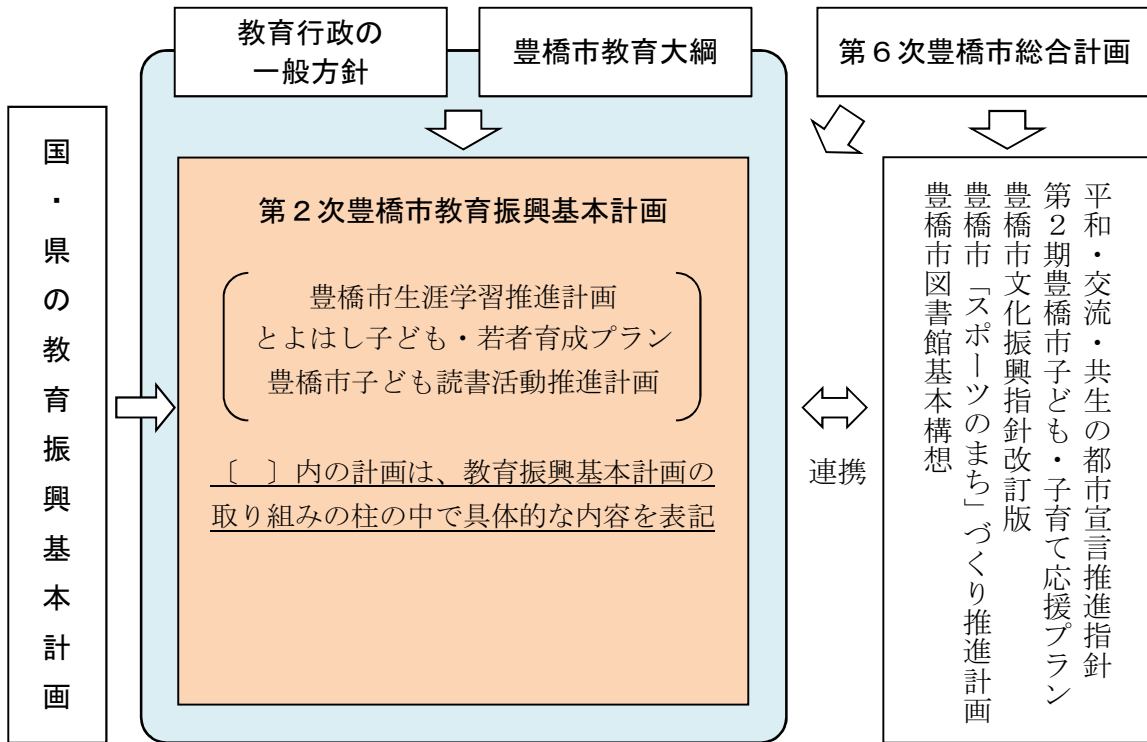 教育行政の
一般方針
豊橋市教育大綱
第６次豊橋市総合計画
国・県の教育振興基本計画
第２次豊橋市教育振興基本計画
豊橋市生涯学習推進計画
とよはし子ども・若者育成プラン
豊橋市子ども読書活動推進計画
〔　〕内の計画は、教育振興基本計画の
取り組みの柱の中で具体的な内容を表記
連携
平和・交流・共生の都市宣言推進指針
第２期豊橋市子ども・子育て応援プラン
豊橋市文化振興指針改訂版
豊橋市「スポーツのまち」づくり推進計画
豊橋市図書館基本構想